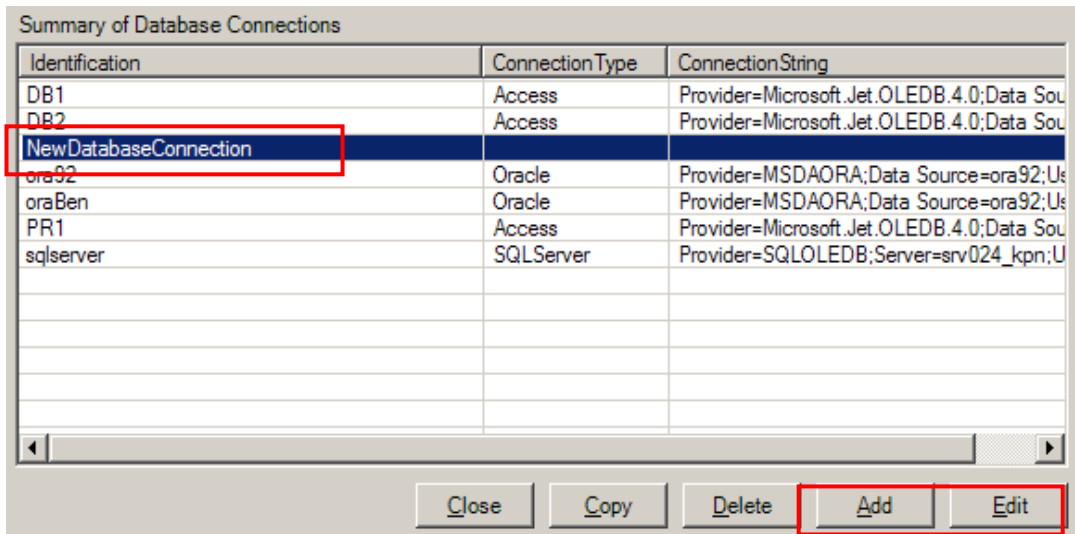 Summary of Database Connections
Identification ConnectionType ConnectionString
DB1 Access Provider=Microsoft.Jet.OLEDB.4.0;Data Sou
DB2 Access Provider=Microsoft.Jet.OLEDB.4.0;Data Sou
NewDatabaseConnection
ora92 Oracle Provider=MSDAORA;Data Source=ora92;Us
oraBen Oracle Provider=MSDAORA;Data Source=ora92;Us
PR1 Access Provider=Microsoft.Jet.OLEDB.4.0;Data Sou
sqlserver SQLServer Provider=SQLOLEDB;Server=srv024_kpn;U
Close Copy Delete Add Edit